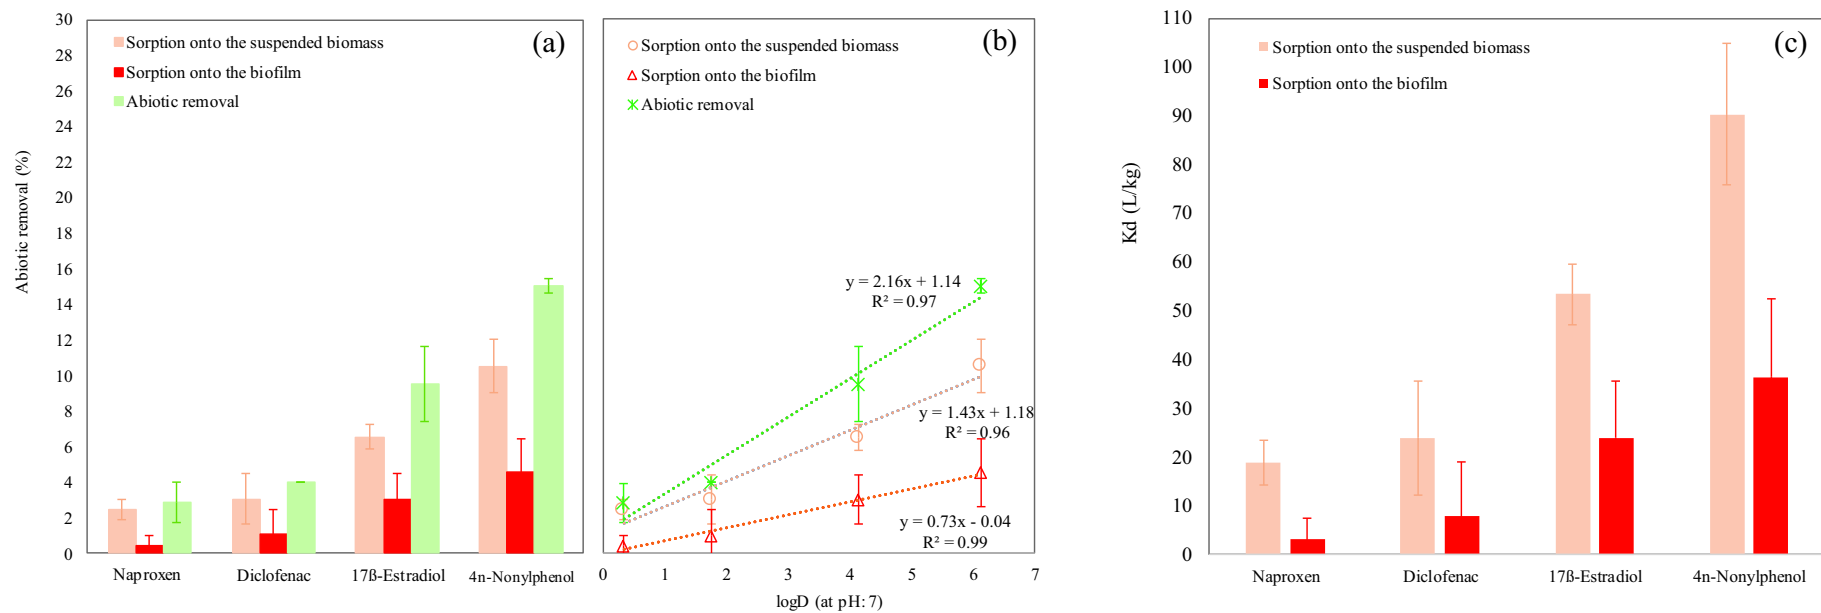 30
28
26
24
22
20
18
16
14
12
10
8
6
4
2
0
Abiotic removal (%)
Sorption onto the suspended biomass
Sorption onto the biofilm
Abiotic removal
(a)
Naproxen
Diclofenac
17ß-Estradiol
4n-Nonylphenol
Sorption onto the suspended biomass
Sorption onto the biofilm
Abiotic removal
(b)
y = 2.16x + 1.14
R² = 0.97
y = 1.43x + 1.18
R² = 0.96
y = 0.73x - 0.04
R² = 0.99
0 1 2 3 4 5 6 7
logD (at pH: 7)
110
100
90
80
70
60
50
40
30
20
10
0
Kd (L/kg)
Sorption onto the suspended biomass
Sorption onto the biofilm
(c)
Naproxen
Diclofenac
17ß-Estradiol
4n-Nonylphenol